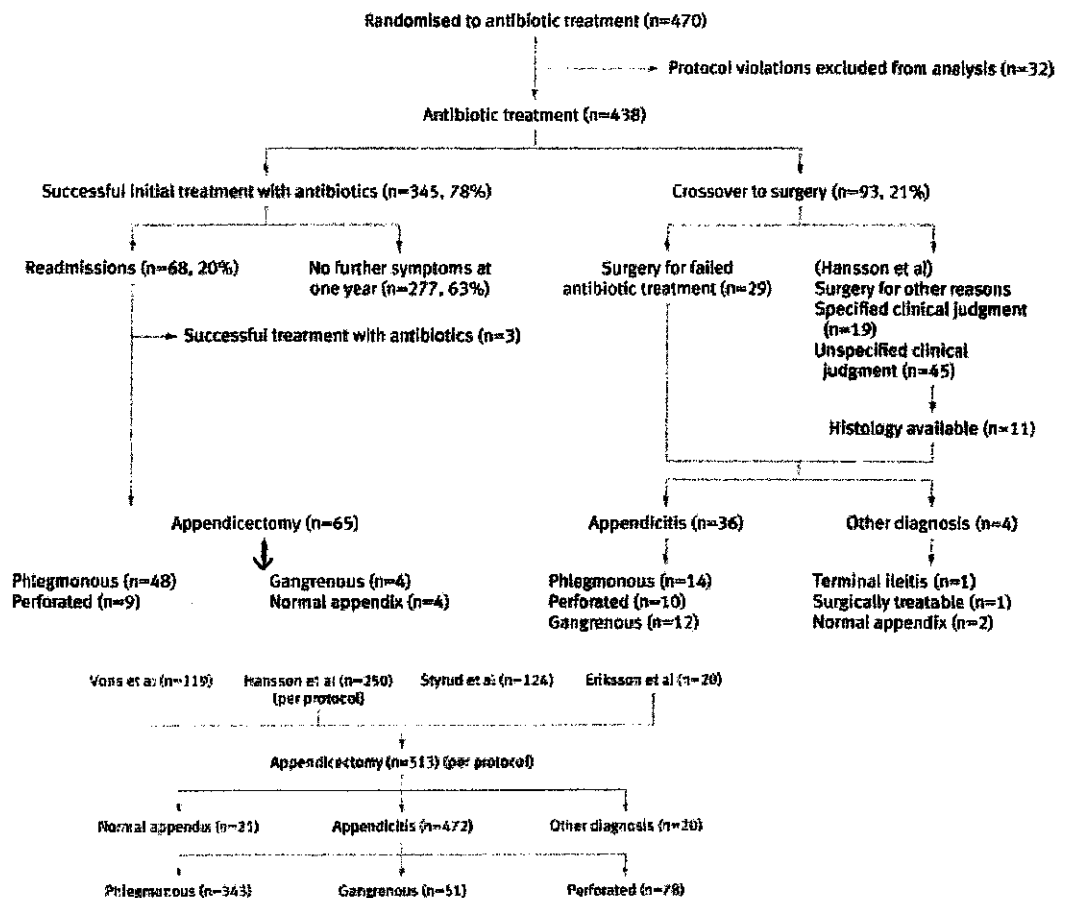 Randomised to antibiotic treatment (n=470)
Protocol violations excluded from analysis (n=32)
Antibiotic treatment (n=438)
Successful initial treatment with antibiotics (n=345, 78%)
Crossover to surgery (n=93, 21%)
Readmissions (n=68, 20%)
No further symptoms at
one year (n=277, 63%)
Surgery for failed
antibiotic treatment (n=29)
(Hansson et al)
Surgery for other reasons
Specified clinical judgment
(n=19)
Unspecified clinical
judgment (n=45)
Successful treatment with antibiotics (n=3)
Histology available (n=11)
Appendicectomy (n=65)
Appendicitis (n=36)
Other diagnosis (n=4)
Phlegmonous (n=48)
Perforated (n=9)
Gangrenous (n=4)
Normal appendix (n=4)
Phlegmonous (n=14)
Perforated (n=10)
Gangrenous (n=12)
Terminal ileitis (n=1)
Surgically treatable (n=1)
Normal appendix (n=2)
Vons et al (n=119)
Hansson et al (n=250)
(per protocol)
Styrud et al (n=124)
Eriksson et al (n=20)
Appendicectomy (n=513) (per protocol)
Normal appendix (n=21)
Appendicitis (n=472)
Other diagnosis (n=20)
Phlegmonous (n=343)
Gangrenous (n=51)
Perforated (n=78)